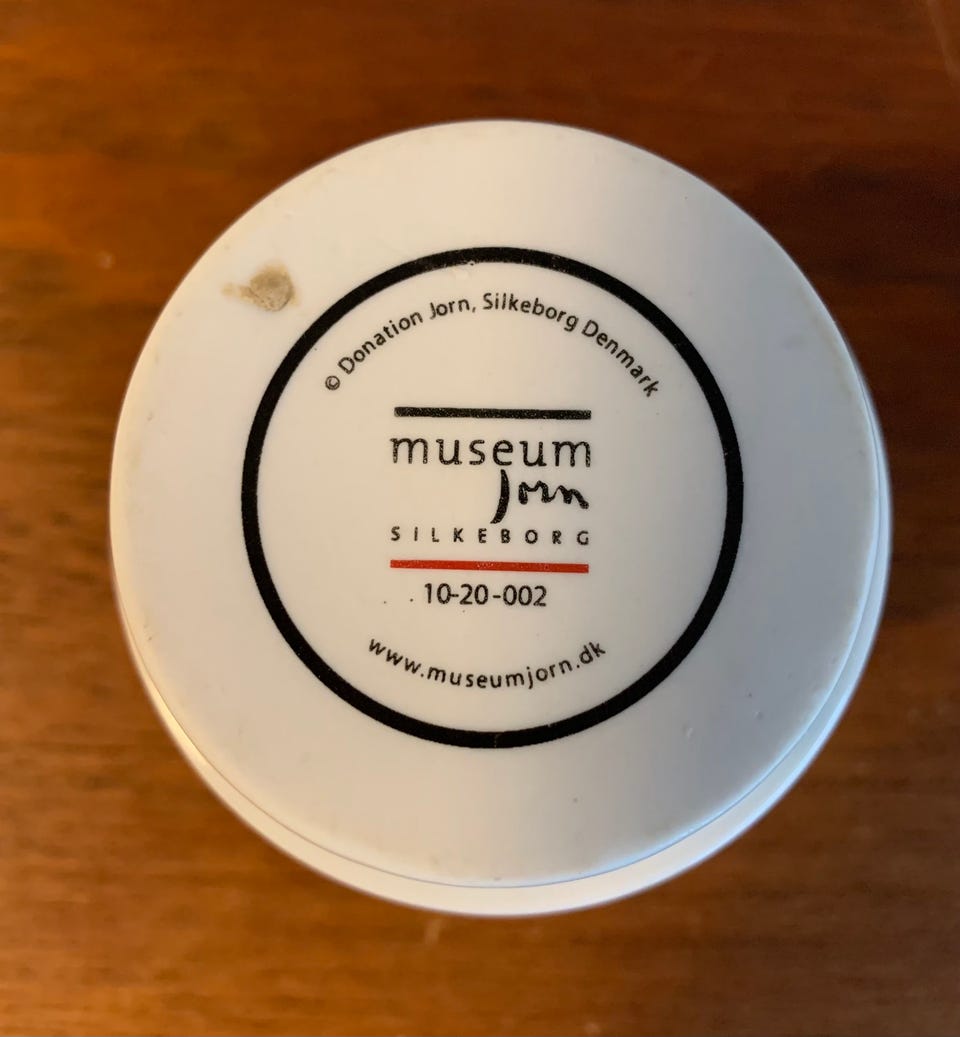 © Donation Jorn, Silkeborg Denmark
museum
Jorn
SILKEBORG
10-20-002
www.museumjorn.dk